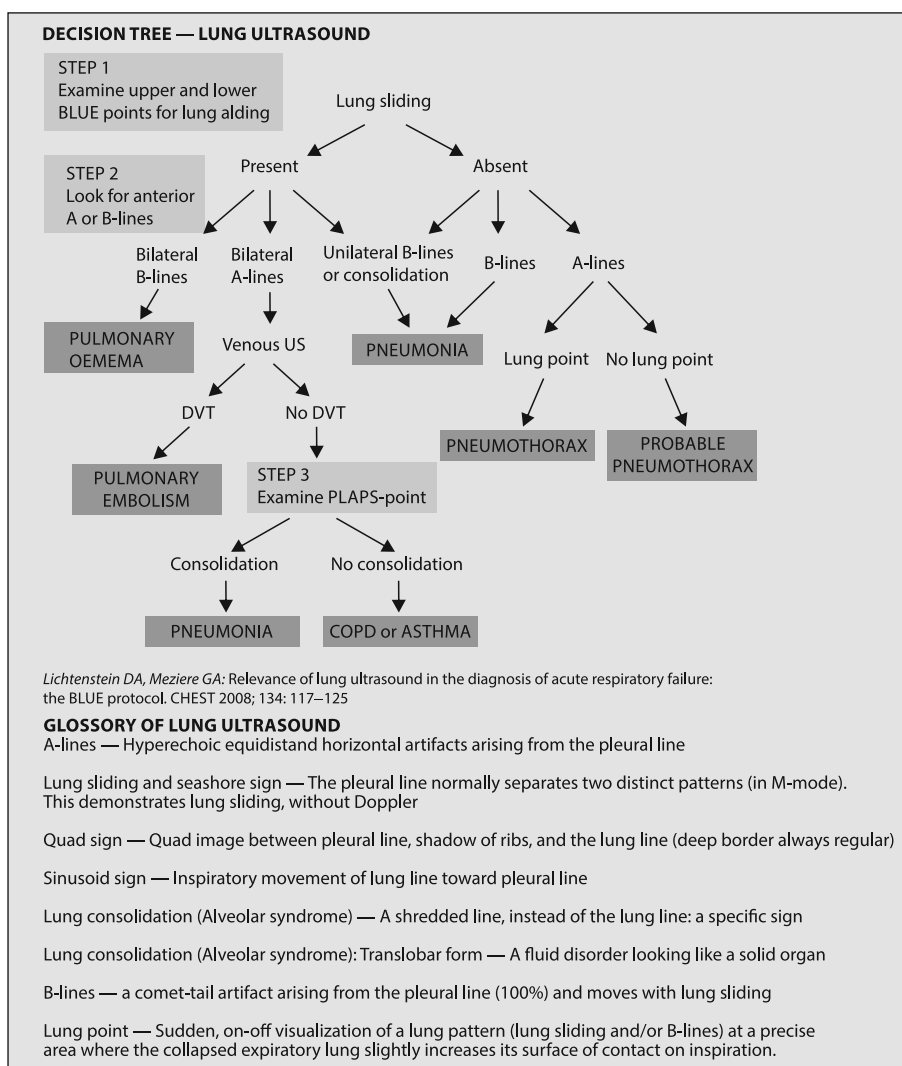 DECISION TREE — LUNG ULTRASOUND
STEP 1
Examine upper and lower
BLUE points for lung alding
Lung sliding
Present
Absent
STEP 2
Look for anterior
A or B-lines
Bilateral
B-lines
Bilateral
A-lines
Unilateral B-lines
or consolidation
B-lines
A-lines
PULMONARY
OEMEMA
Venous US
PNEUMONIA
Lung point
No lung point
DVT
No DVT
PNEUMOTHORAX
PROBABLE
PNEUMOTHORAX
PULMONARY
EMBOLISM
STEP 3
Examine PLAPS-point
Consolidation
No consolidation
PNEUMONIA
COPD or ASTHMA
Lichtenstein DA, Meziere GA: Relevance of lung ultrasound in the diagnosis of acute respiratory failure:
the BLUE protocol. CHEST 2008; 134: 117–125
GLOSSORY OF LUNG ULTRASOUND
A-lines — Hyperechoic equidistand horizontal artifacts arising from the pleural line
Lung sliding and seashore sign — The pleural line normally separates two distinct patterns (in M-mode).
This demonstrates lung sliding, without Doppler
Quad sign — Quad image between pleural line, shadow of ribs, and the lung line (deep border always regular)
Sinusoid sign — Inspiratory movement of lung line toward pleural line
Lung consolidation (Alveolar syndrome) — A shredded line, instead of the lung line: a specific sign
Lung consolidation (Alveolar syndrome): Translobar form — A fluid disorder looking like a solid organ
B-lines — a comet-tail artifact arising from the pleural line (100%) and moves with lung sliding
Lung point — Sudden, on-off visualization of a lung pattern (lung sliding and/or B-lines) at a precise
area where the collapsed expiratory lung slightly increases its surface of contact on inspiration.